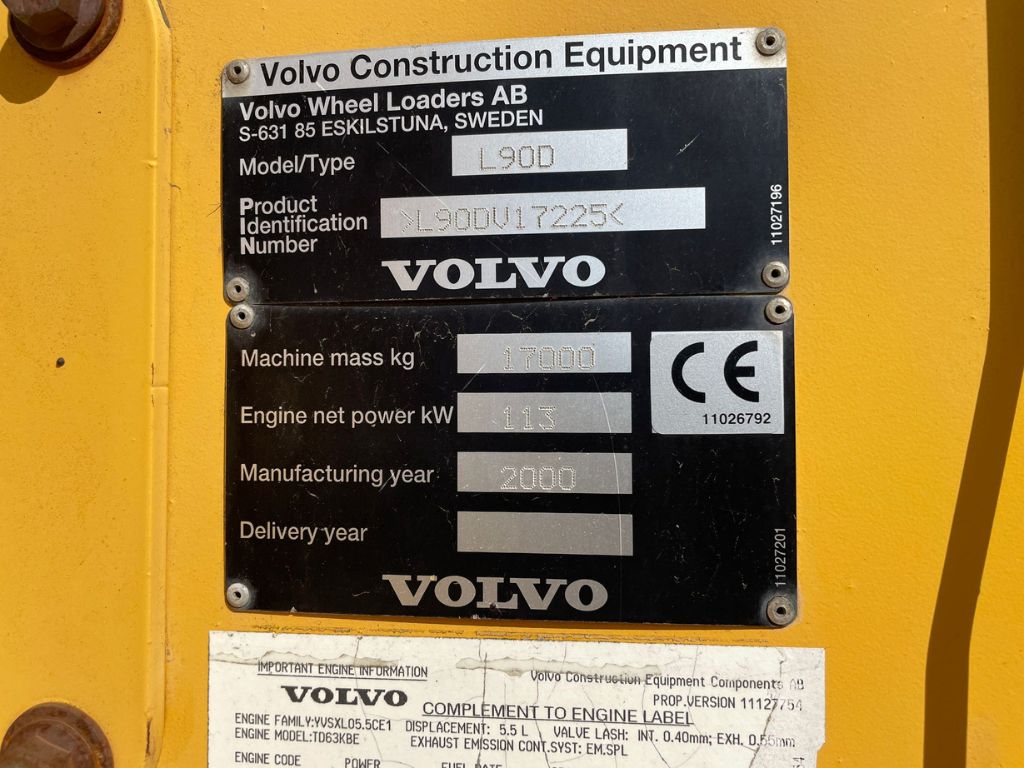 Volvo Construction Equipment
Volvo Wheel Loaders AB
S-631 85 ESKILSTUNA, SWEDEN
Model/Type L90D
Product
Identification
Number
>L90DV17225<
11027196
VOLVO
Machine mass kg 17000
Engine net power kW 113
CE
11026792
Manufacturing year 2000
Delivery year
11027201
VOLVO
IMPORTANT ENGINE INFORMATION Volvo Construction Equipment Components AB
VOLVO PROP.VERSION 11127754
COMPLEMENT TO ENGINE LABEL
ENGINE FAMILY:YVSXL05.5CE1 DISPLACEMENT: 5.5 L VALVE LASH: INT. 0.40mm; EXH. 0.55mm
ENGINE MODEL:TD63KBE EXHAUST EMISSION CONT.SYST: EM.SPL
ENGINE CODE POWER